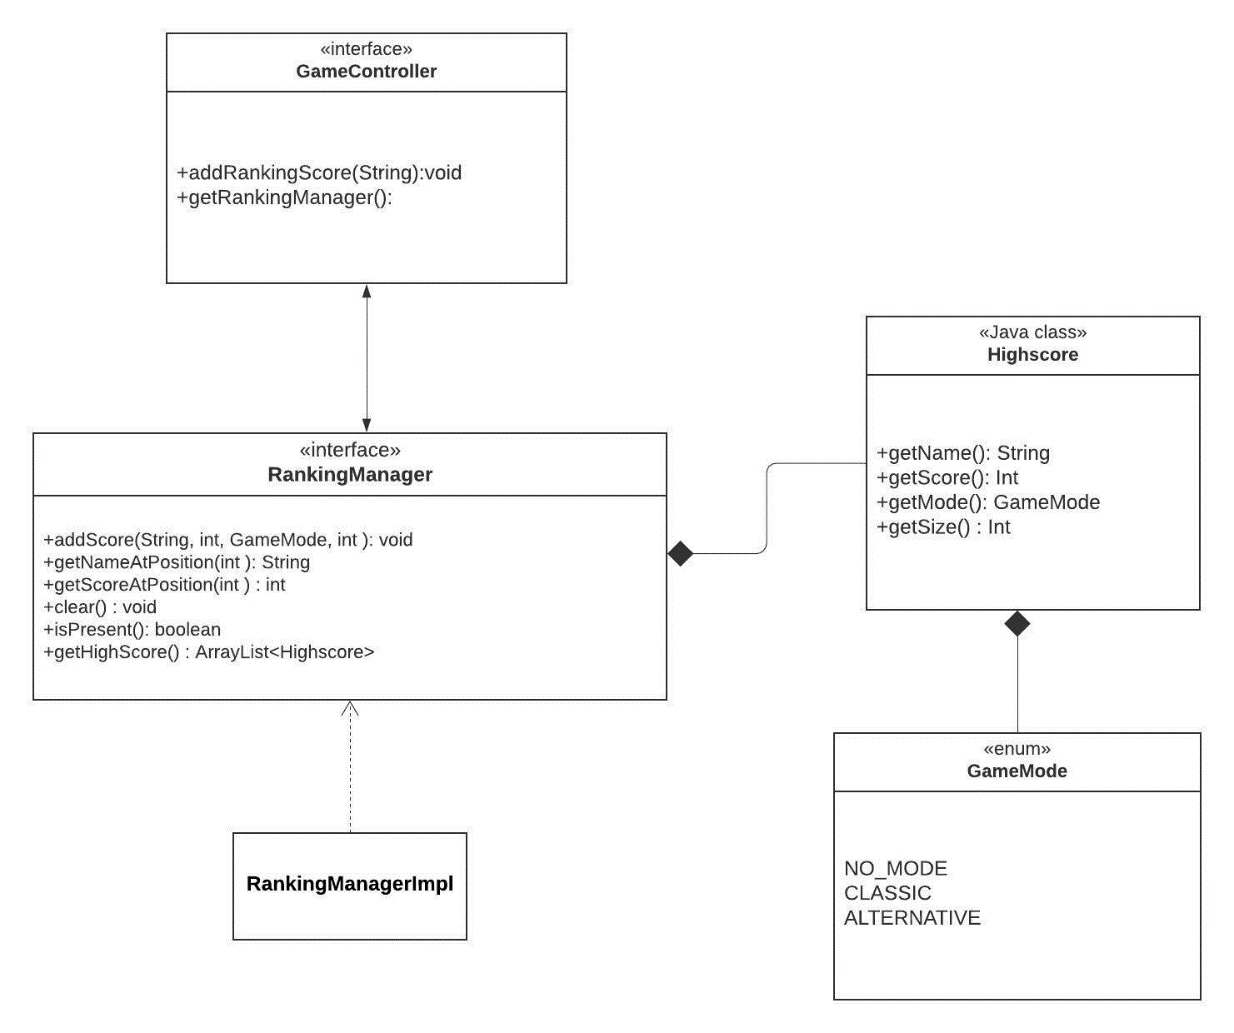 «interface»
GameController
+addRankingScore(String):void
+getRankingManager():
«interface»
RankingManager
+addScore(String, int, GameMode, int ): void
+getNameAtPosition(int ): String
+getScoreAtPosition(int ) : int
+clear() : void
+isPresent(): boolean
+getHighScore() : ArrayList<Highscore>
«Java class»
Highscore
+getName(): String
+getScore(): Int
+getMode(): GameMode
+getSize() : Int
RankingManagerImpl
«enum»
GameMode
NO_MODE
CLASSIC
ALTERNATIVE